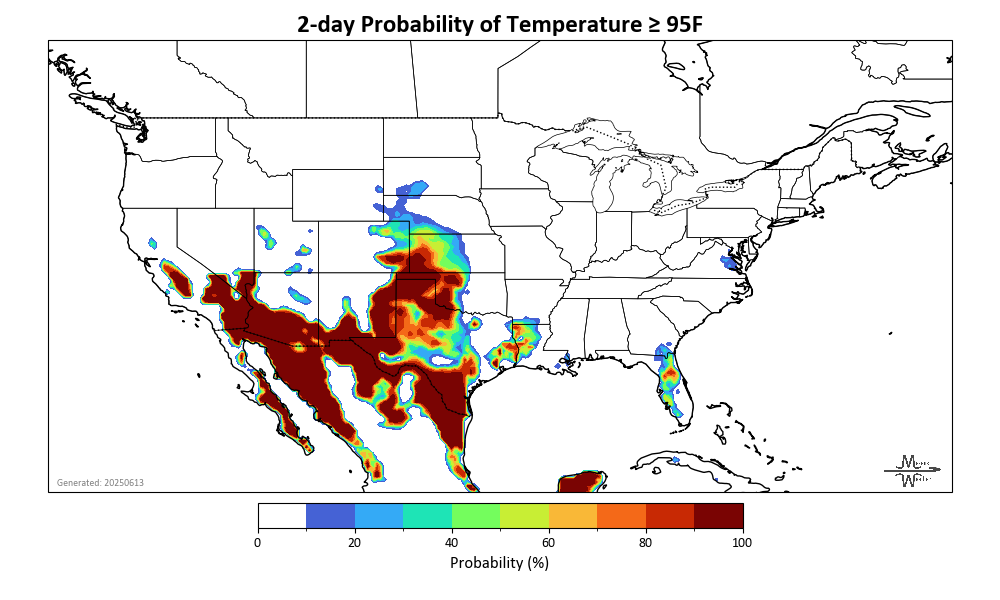 2-day Probability of Temperature ≥ 95F
Generated: 20250613
0 20 40 60 80 100
Probability (%)